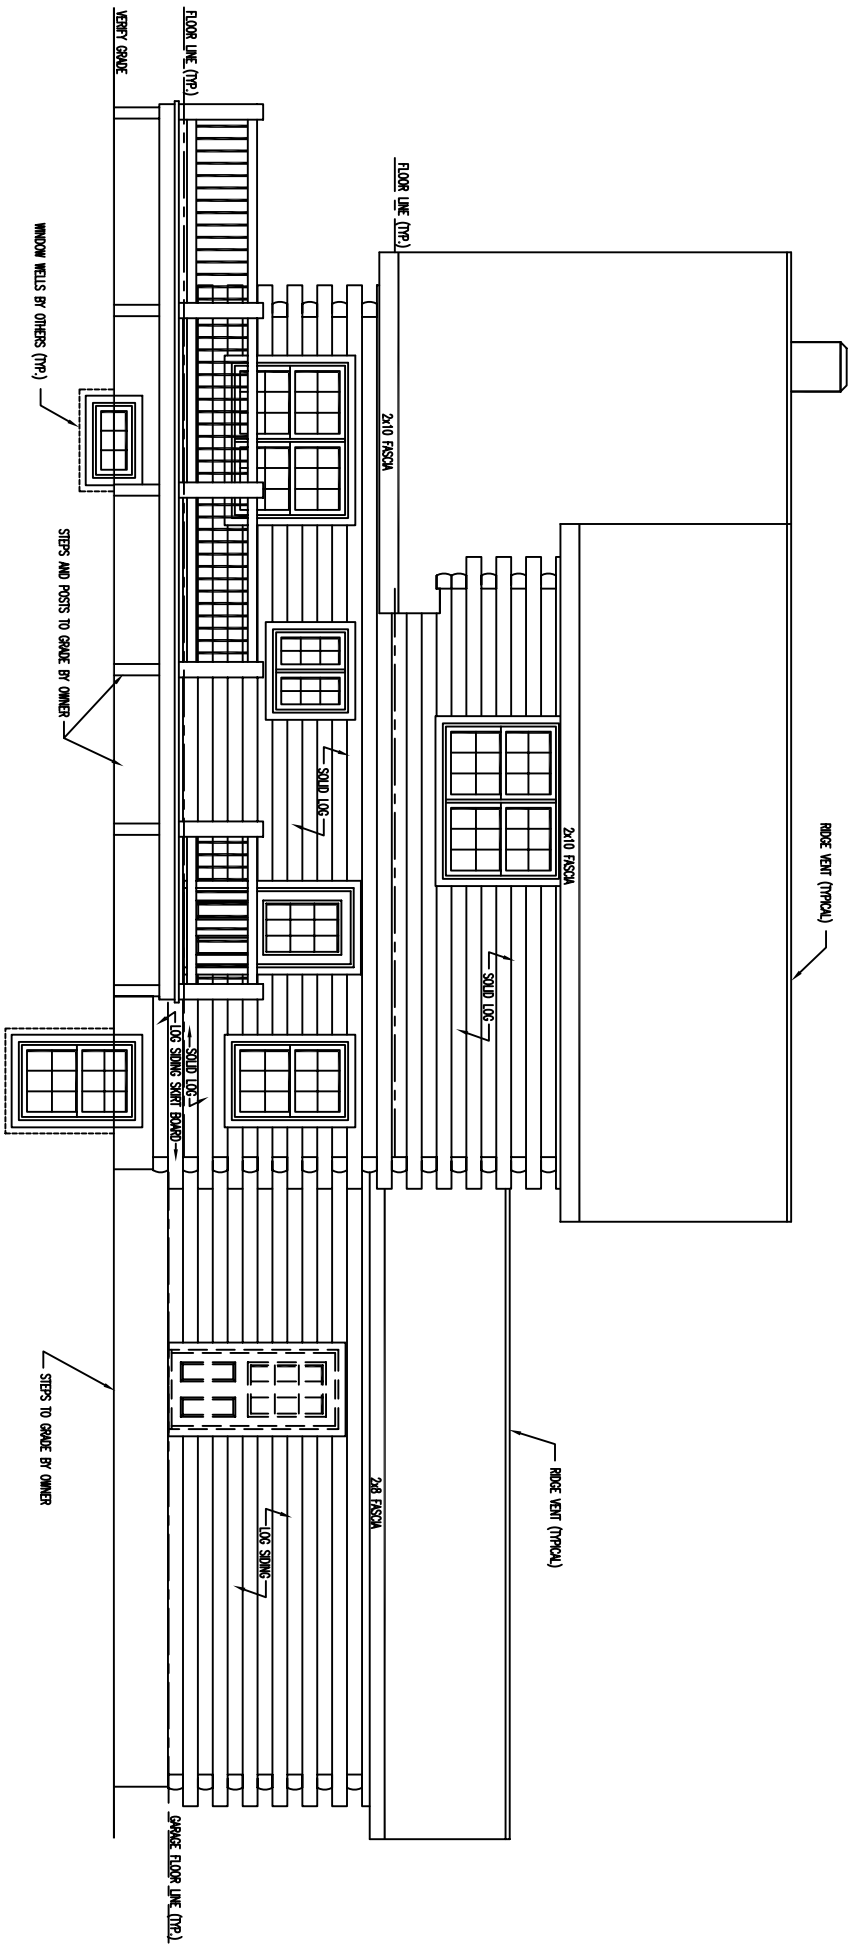 RIDGE VENT (TYPICAL)
2x10 FASCIA
RIDGE VENT (TYPICAL)
SOLID LOG
FLOOR LINE (TYP.)
2x10 FASCIA
2x8 FASCIA
SOLID LOG
LOG SIDING
FLOOR LINE (TYP.)
SOLID LOG
LOG SIDING SKIRT BOARD
GARAGE FLOOR LINE (TYP.)
VERIFY GRADE
STEPS AND POSTS TO GRADE BY OWNER
WINDOW WELLS BY OTHERS (TYP.)
STEPS TO GRADE BY OWNER